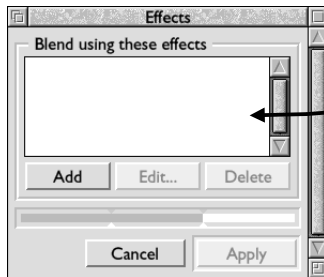 Effects
Blend using these effects
Add Edit... Delete
Cancel Apply